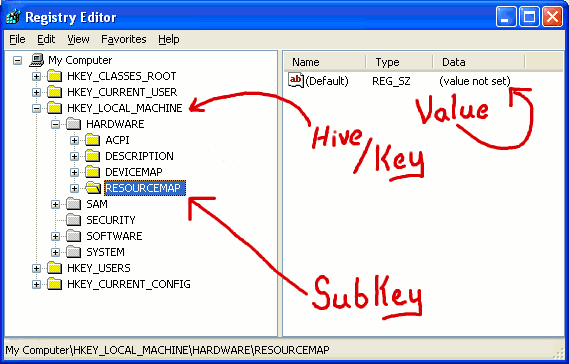 Registry Editor
File Edit View Favorites Help
My Computer
HKEY_CLASSES_ROOT
HKEY_CURRENT_USER
HKEY_LOCAL_MACHINE
HARDWARE
ACPI
DESCRIPTION
DEVICEMAP
RESOURCEMAP
SAM
SECURITY
SOFTWARE
SYSTEM
HKEY_USERS
HKEY_CURRENT_CONFIG
Name Type Data
ab (Default) REG_SZ (value not set)
Value
Hive/Key
SubKey
My Computer\HKEY_LOCAL_MACHINE\HARDWARE\RESOURCEMAP